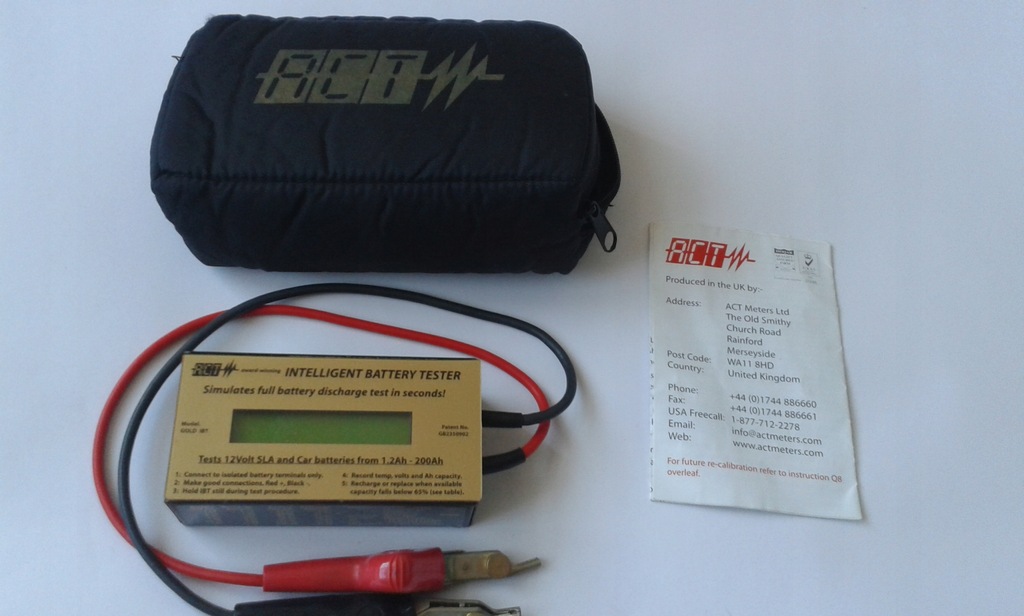 ACT
ACT award-winning INTELLIGENT BATTERY TESTER
Simulates full battery discharge test in seconds!
Model.
GOLD IBT
Patent No.
Tests 12Volt SLA and Car batteries from 1.2Ah - 200Ah
1: Connect to isolated battery terminals only.
2: Make good connections, Red +, Black -.
3: Hold IBT still during test procedure.
4: Record temp, volts and Ah capacity.
5: Recharge or replace when available
capacity falls below 65% (see table).
ACT
Produced in the UK by:-
Address: ACT Meters Ltd
The Old Smithy
Church Road
Rainford
Merseyside
Post Code: WA11 8HD
Country: United Kingdom
Phone: +44 (0)1744 886660
Fax: +44 (0)1744 886661
USA Freecall: 1-877-712-2278
Email: info@actmeters.com
Web: www.actmeters.com
For future re-calibration refer to instruction Q8
overleaf.